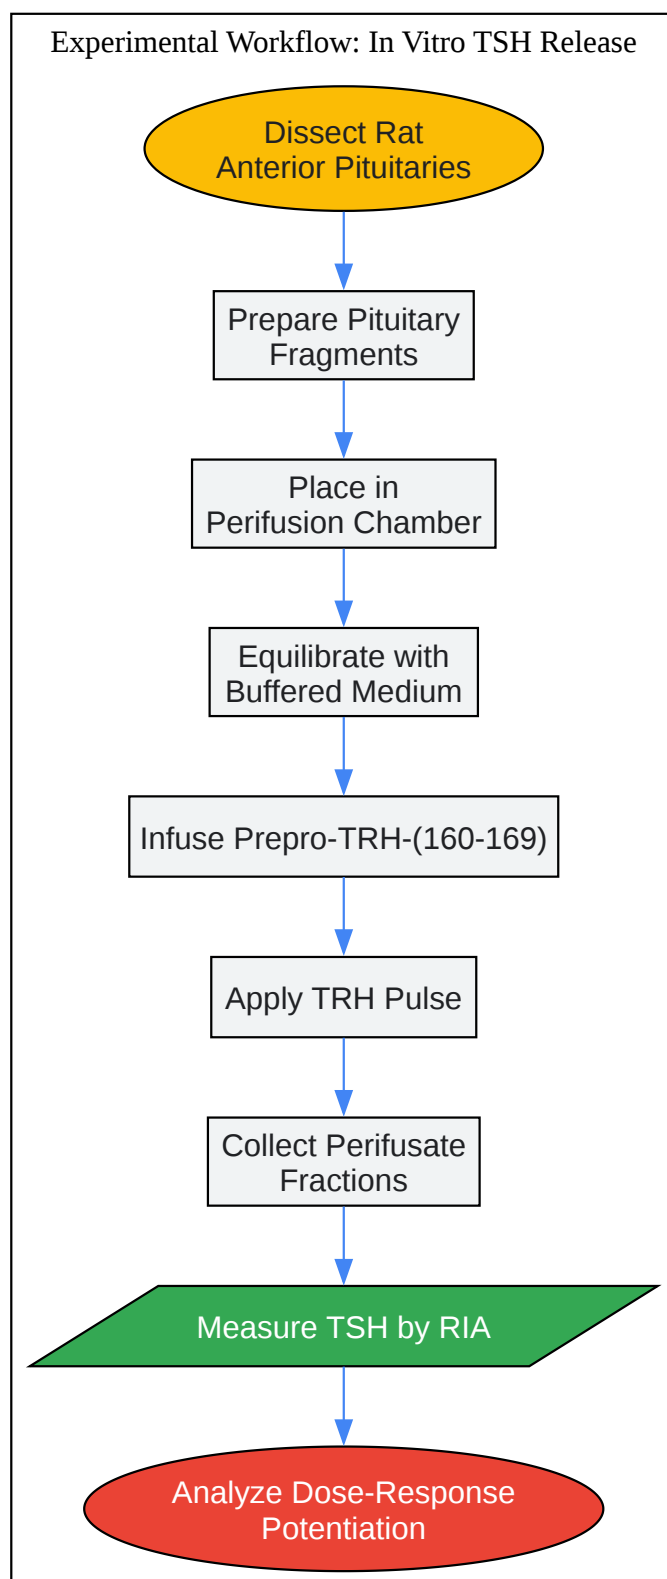 Experimental Workflow: In Vitro TSH Release
Dissect Rat
Anterior Pituitaries
Prepare Pituitary
Fragments
Place in
Perifusion Chamber
Equilibrate with
Buffered Medium
Infuse Prepro-TRH-(160-169)
Apply TRH Pulse
Collect Perifusate
Fractions
Measure TSH by RIA
Analyze Dose-Response
Potentiation